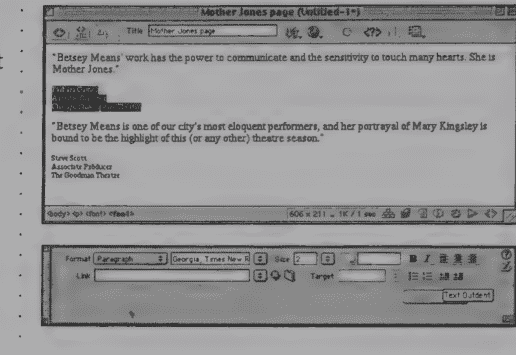 Mother Jones page (Untitled-1*)
Title Mother Jones page
"Betsey Means' work has the power to communicate and the sensitivity to touch many hearts. She is
Mother Jones."
"Betsey Means is one of our city's most eloquent performers, and her portrayal of Mary Kingsley is
bound to be the highlight of this (or any other) theatre season."
Steve Scott
Associate Producer
The Goodman Theatre
<body> <p> <font> <font>
606 x 211 1K / 1 sec
Format Paragraph Georgia, Times New R Size 2 B I
Link Target
Text Outdent